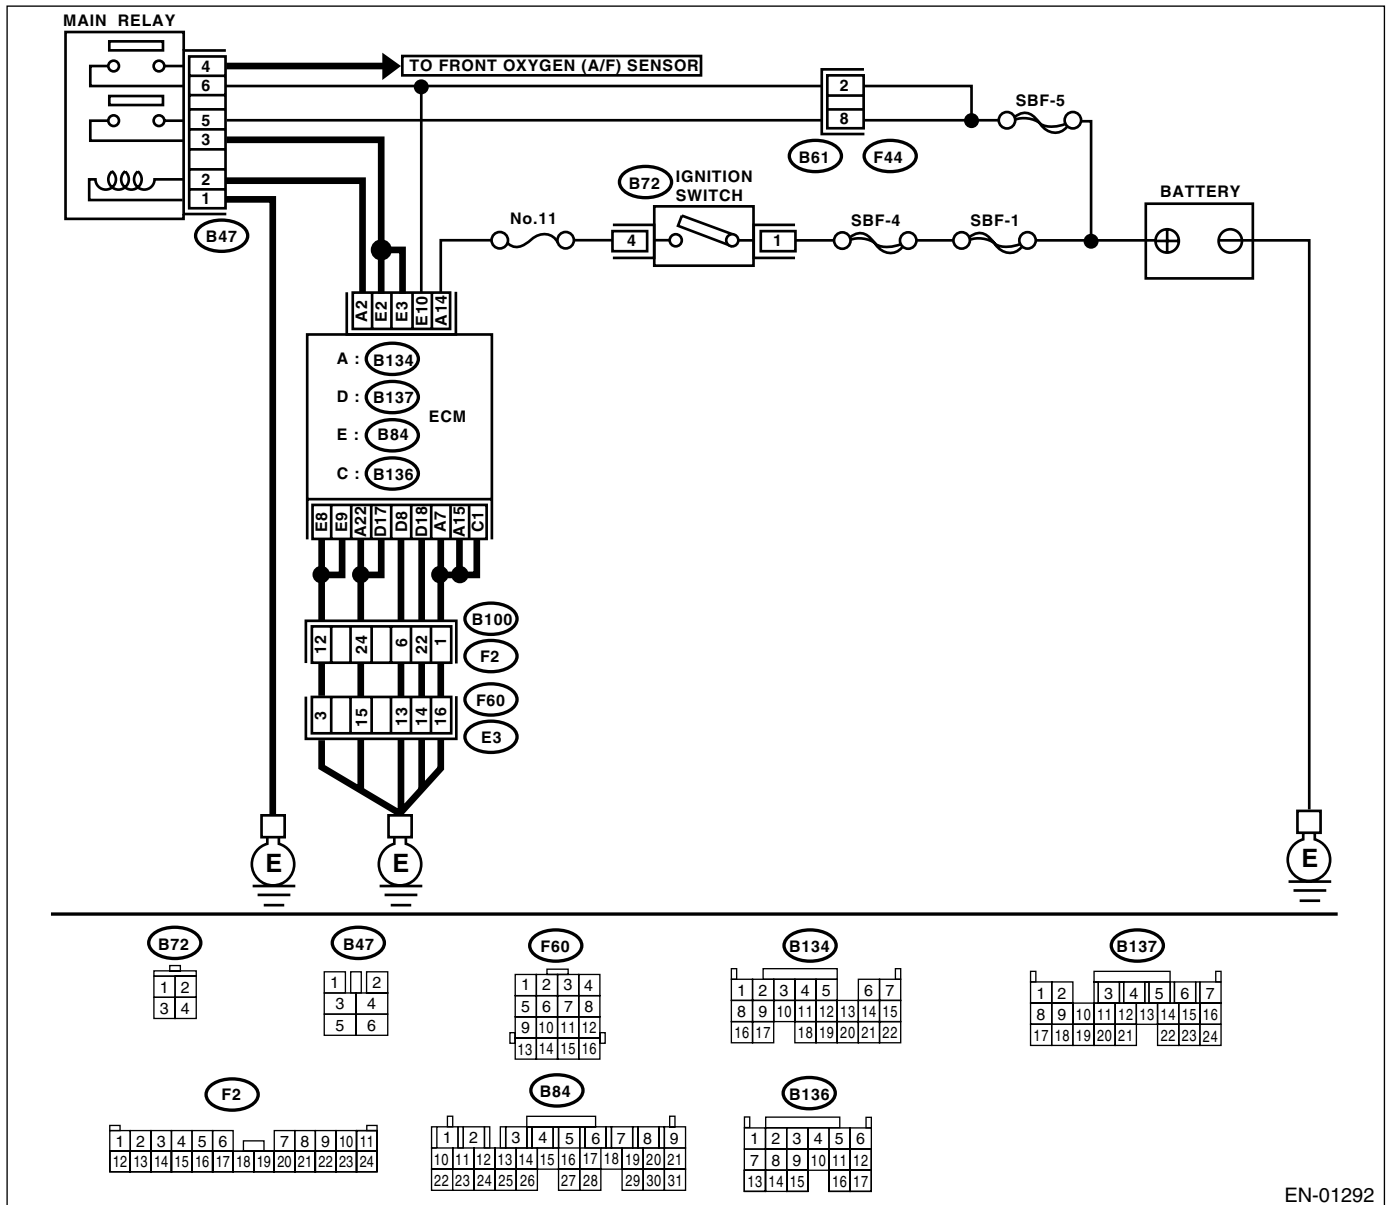 MAIN RELAY
4
TO FRONT OXYGEN (A/F) SENSOR
6
5
3
2
1
B47
2
8
B61
F44
SBF-5
B72
IGNITION
SWITCH
No.11
4
1
SBF-4
SBF-1
BATTERY
A2
E2
E3
E10
A14
A : B134
D : B137
E : B84
C : B136
ECM
E8
E9
A22
D17
D8
D18
A7
A15
C1
12
24
6
22
1
B100
F2
3
15
13
14
16
F60
E3
E
E
E
B72
1 2
3 4
B47
1 2
3 4
5 6
F60
1 2 3 4
5 6 7 8
9 10 11 12
13 14 15 16
B134
1 2 3 4 5 6 7
8 9 10 11 12 13 14 15
16 17 18 19 20 21 22
B137
1 2 3 4 5 6 7
8 9 10 11 12 13 14 15 16
17 18 19 20 21 22 23 24
F2
1 2 3 4 5 6 7 8 9 10 11
12 13 14 15 16 17 18 19 20 21 22 23 24
B84
1 2 3 4 5 6 7 8 9
10 11 12 13 14 15 16 17 18 19 20 21
22 23 24 25 26 27 28 29 30 31
B136
1 2 3 4 5 6
7 8 9 10 11 12
13 14 15 16 17
EN-01292